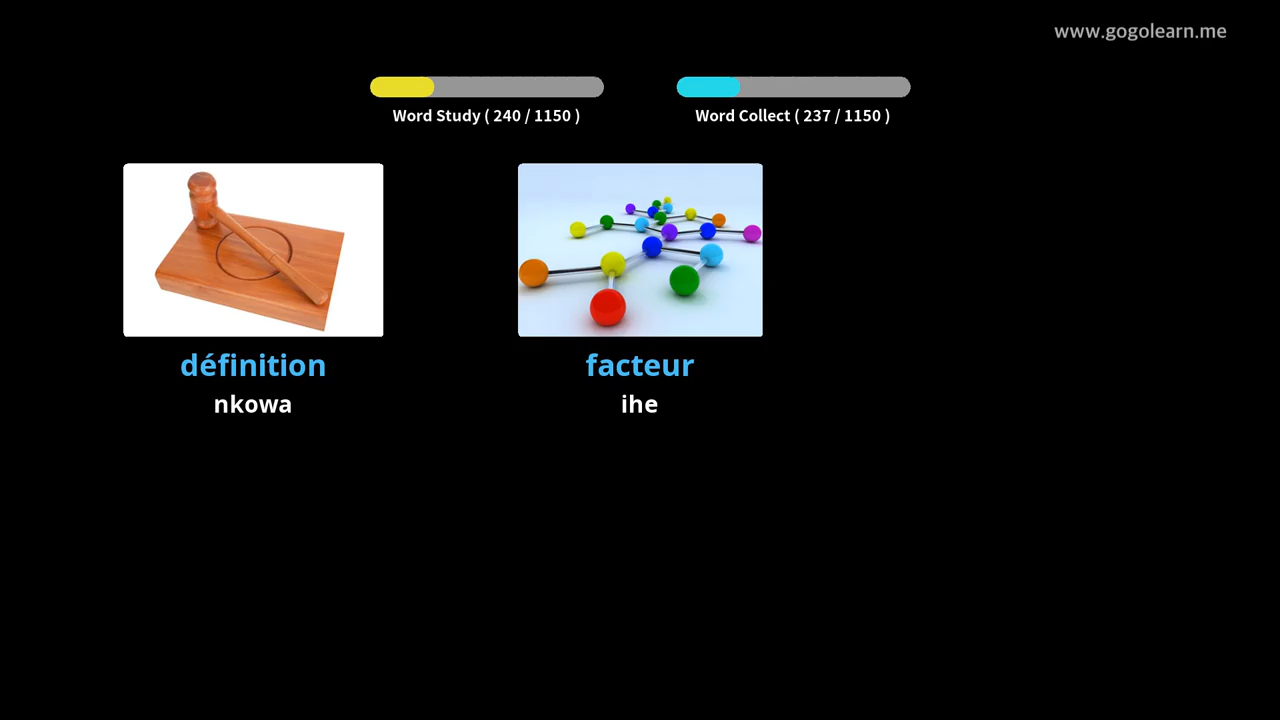 www.gogolearn.me
Word Study ( 240 / 1150 )
Word Collect ( 237 / 1150 )
définition
nkowa
facteur
ihe